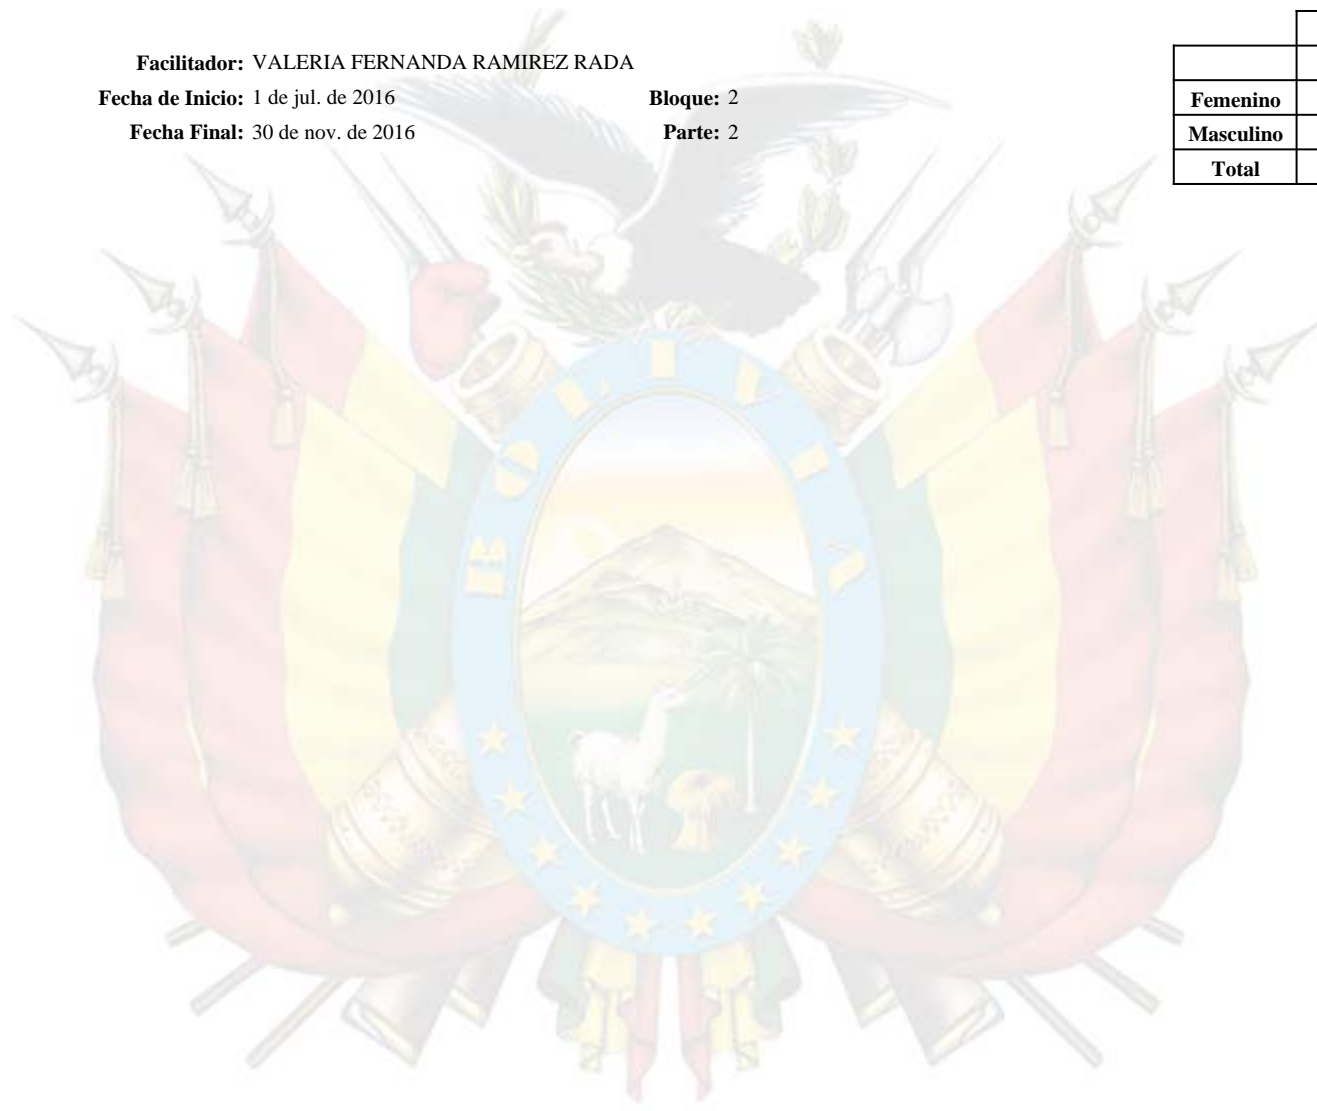 Facilitador: VALERIA FERNANDA RAMIREZ RADA
Fecha de Inicio: 1 de jul. de 2016 Bloque: 2
Fecha Final: 30 de nov. de 2016 Parte: 2
Femenino
Masculino
Total
BOLIVIA